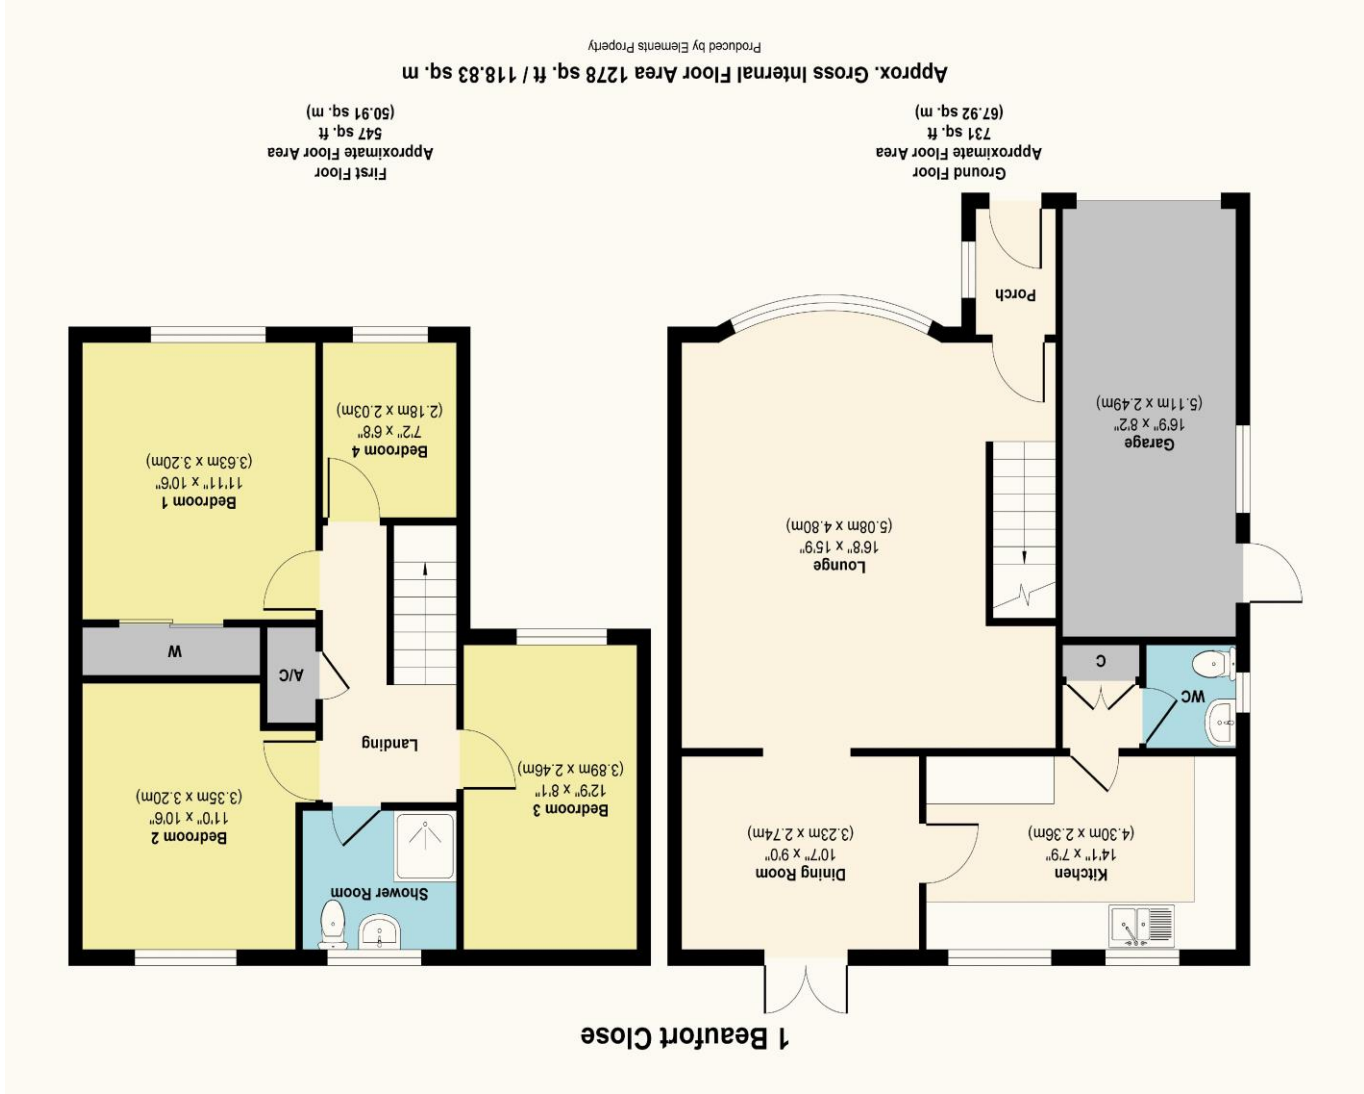 1 Beaufort Close
Kitchen
14'1" x 7'9"
(4.30m x 2.36m)
Dining Room
10'7" x 9'0"
(3.23m x 2.74m)
WC
C
Lounge
16'8" x 15'9"
(5.08m x 4.80m)
Garage
16'9" x 8'2"
(5.11m x 2.49m)
Porch
Shower Room
Bedroom 3
12'9" x 8'1"
(3.89m x 2.46m)
Bedroom 2
11'0" x 10'6"
(3.35m x 3.20m)
Landing
A/C
W
Bedroom 1
11'11" x 10'6"
(3.63m x 3.20m)
Bedroom 4
7'2" x 6'8"
(2.18m x 2.03m)
Ground Floor
Approximate Floor Area
731 sq. ft
(67.92 sq. m)
First Floor
Approximate Floor Area
547 sq. ft
(50.91 sq. m)
Approx. Gross Internal Floor Area 1278 sq. ft / 118.83 sq. m
Produced by Elements Property